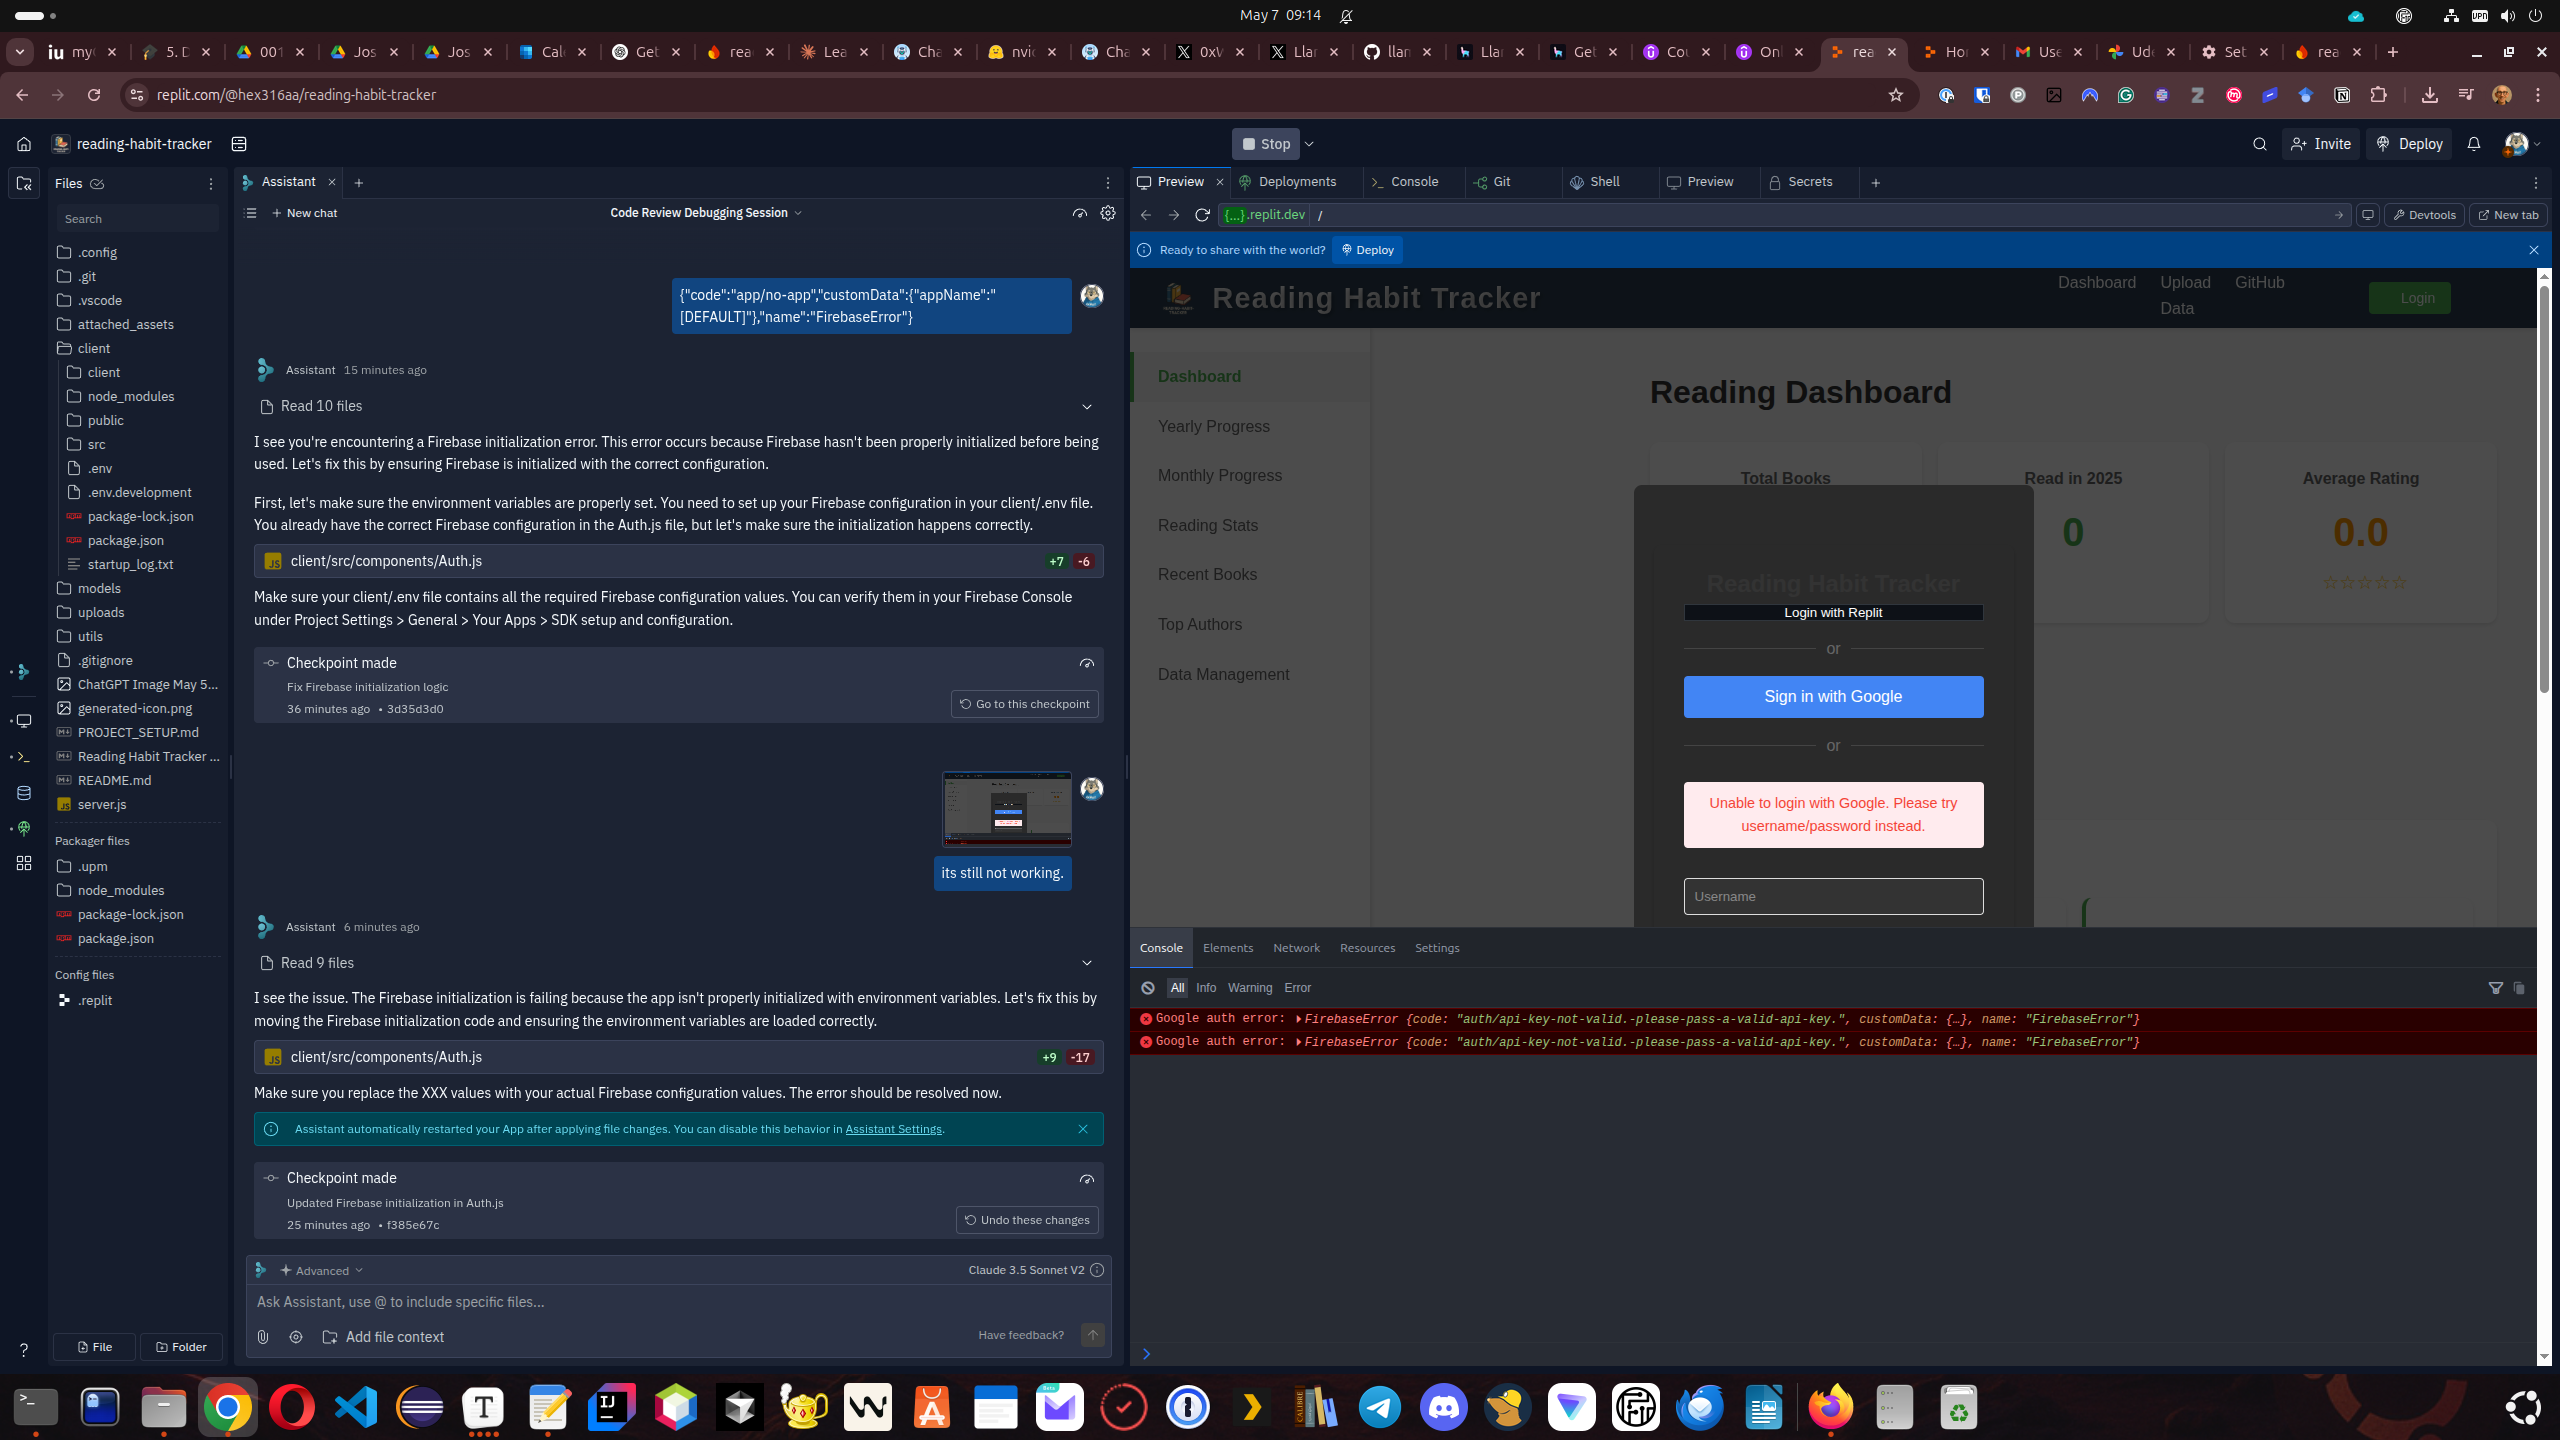 May 7 09:14
my
5. D
001
Jos
Jos
Calc
Get
rea
Lea
Cha
nvic
Cha
0xV
Llar
llan
Llar
Get
Cou
Onl
rea
Hor
Use
Ude
Set
rea
replit.com/@hex316aa/reading-habit-tracker
reading-habit-tracker
Stop
Invite
Deploy
Files
Search
.config
.git
.vscode
attached_assets
client
client
node_modules
public
src
.env
.env.development
package-lock.json
package.json
startup_log.txt
models
uploads
utils
.gitignore
ChatGPT Image May 5...
generated-icon.png
PROJECT_SETUP.md
Reading Habit Tracker ...
README.md
server.js
Packager files
.upm
node_modules
package-lock.json
package.json
Config files
.replit
File
Folder
Assistant
New chat
Code Review Debugging Session
{"code":"app/no-app","customData":{"appName":"
[DEFAULT]"},"name":"FirebaseError"}
Assistant 15 minutes ago
Read 10 files
I see you're encountering a Firebase initialization error. This error occurs because Firebase hasn't been properly initialized before being
used. Let's fix this by ensuring Firebase is initialized with the correct configuration.
First, let's make sure the environment variables are properly set. You need to set up your Firebase configuration in your client/.env file.
You already have the correct Firebase configuration in the Auth.js file, but let's make sure the initialization happens correctly.
JS client/src/components/Auth.js +7 -6
Make sure your client/.env file contains all the required Firebase configuration values. You can verify them in your Firebase Console
under Project Settings > General > Your Apps > SDK setup and configuration.
Checkpoint made
Fix Firebase initialization logic
36 minutes ago • 3d35d3d0
Go to this checkpoint
its still not working.
Assistant 6 minutes ago
Read 9 files
I see the issue. The Firebase initialization is failing because the app isn't properly initialized with environment variables. Let's fix this by
moving the Firebase initialization code and ensuring the environment variables are loaded correctly.
JS client/src/components/Auth.js +9 -17
Make sure you replace the XXX values with your actual Firebase configuration values. The error should be resolved now.
Assistant automatically restarted your App after applying file changes. You can disable this behavior in Assistant Settings.
Checkpoint made
Updated Firebase initialization in Auth.js
25 minutes ago • f385e67c
Undo these changes
Advanced
Claude 3.5 Sonnet V2
Ask Assistant, use @ to include specific files...
Add file context
Have feedback?
Preview
Deployments
Console
Git
Shell
Preview
Secrets
{...}.replit.dev /
Devtools
New tab
Ready to share with the world? Deploy
Reading Habit Tracker
Dashboard
Upload Data
GitHub
Login
Dashboard
Yearly Progress
Monthly Progress
Reading Stats
Recent Books
Top Authors
Data Management
Reading Dashboard
Total Books
Read in 2025
0
Average Rating
0.0
☆☆☆☆☆
Reading Habit Tracker
Login with Replit
or
Sign in with Google
or
Unable to login with Google. Please try
username/password instead.
Username
Console
Elements
Network
Resources
Settings
All
Info
Warning
Error
Google auth error: FirebaseError {code: "auth/api-key-not-valid.-please-pass-a-valid-api-key.", customData: {…}, name: "FirebaseError"}
Google auth error: FirebaseError {code: "auth/api-key-not-valid.-please-pass-a-valid-api-key.", customData: {…}, name: "FirebaseError"}